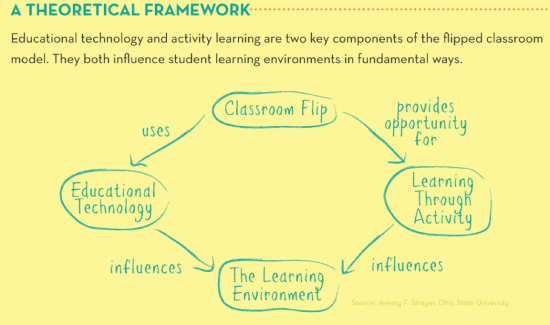 A THEORETICAL FRAMEWORK
Educational technology and activity learning are two key components of the flipped classroom
model. They both influence student learning environments in fundamental ways.
Classroom Flip
uses
provides
opportunity
for
Educational
Technology
Learning
Through
Activity
influences
influences
The Learning
Environment
Source: Jeremy F. Strayer, Ohio State University